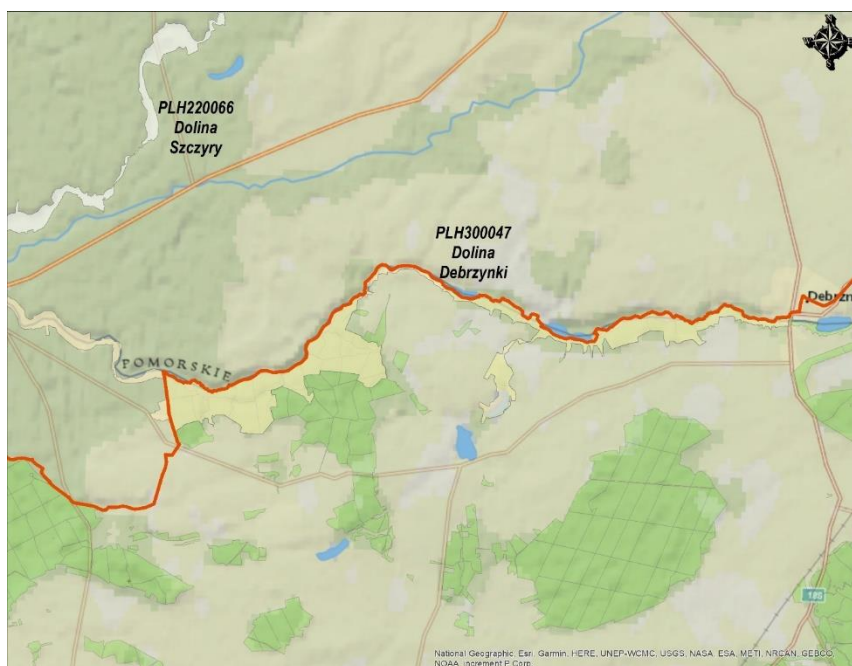 PLH220066
Dolina
Szczyry
PLH300047
Dolina
Debrzynki
Debrzn
POMORSKIE
National Geographic, Esri, Garmin, HERE, UNEP-WCMC, USGS, NASA, ESA, METI, NRCAN, GEBCO,
NOAA, increment P Corp.